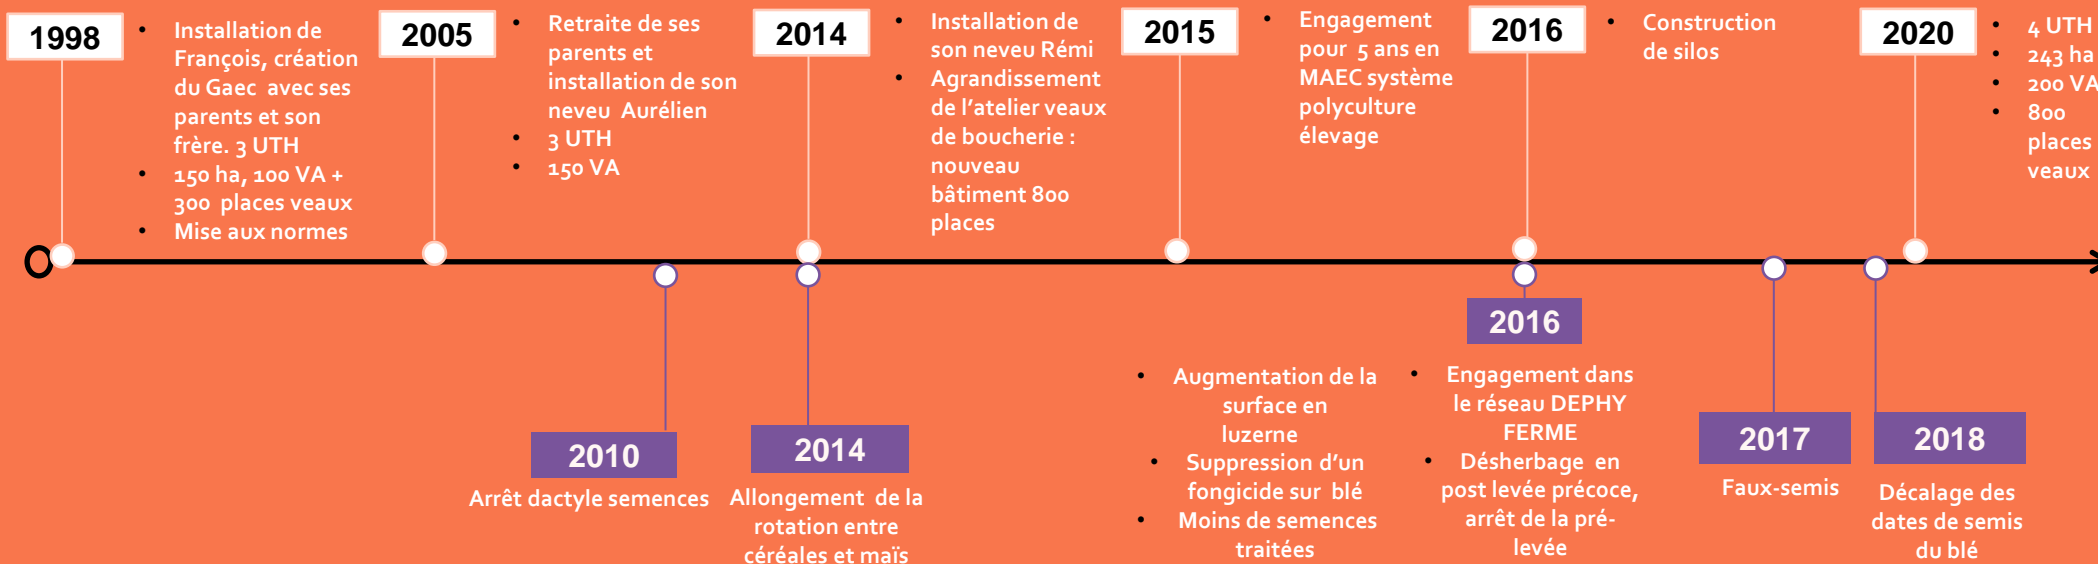 1998
Installation de
François, création
du Gaec avec ses
parents et son
frère. 3 UTH
150 ha, 100 VA +
300 places veaux
Mise aux normes
2005
Retraite de ses
parents et
installation de son
neveu Aurélien
3 UTH
150 VA
2014
Installation de
son neveu Rémi
Agrandissement
de l'atelier veaux
de boucherie :
nouveau
bâtiment 800
places
2015
Engagement
pour 5 ans en
MAEC système
polyculture
élevage
2016
Construction
de silos
2020
4 UTH
243 ha
200 VA
800
places
veaux
2010
Arrêt dactyle semences
2014
Allongement de la
rotation entre
céréales et maïs
Augmentation de la
surface en
luzerne
Suppression d'un
fongicide sur blé
Moins de semences
traitées
2016
Engagement dans
le réseau DEPHY
FERME
Désherbage en
post levée précoce,
arrêt de la pré-
levée
2017
Faux-semis
2018
Décalage des
dates de semis
du blé